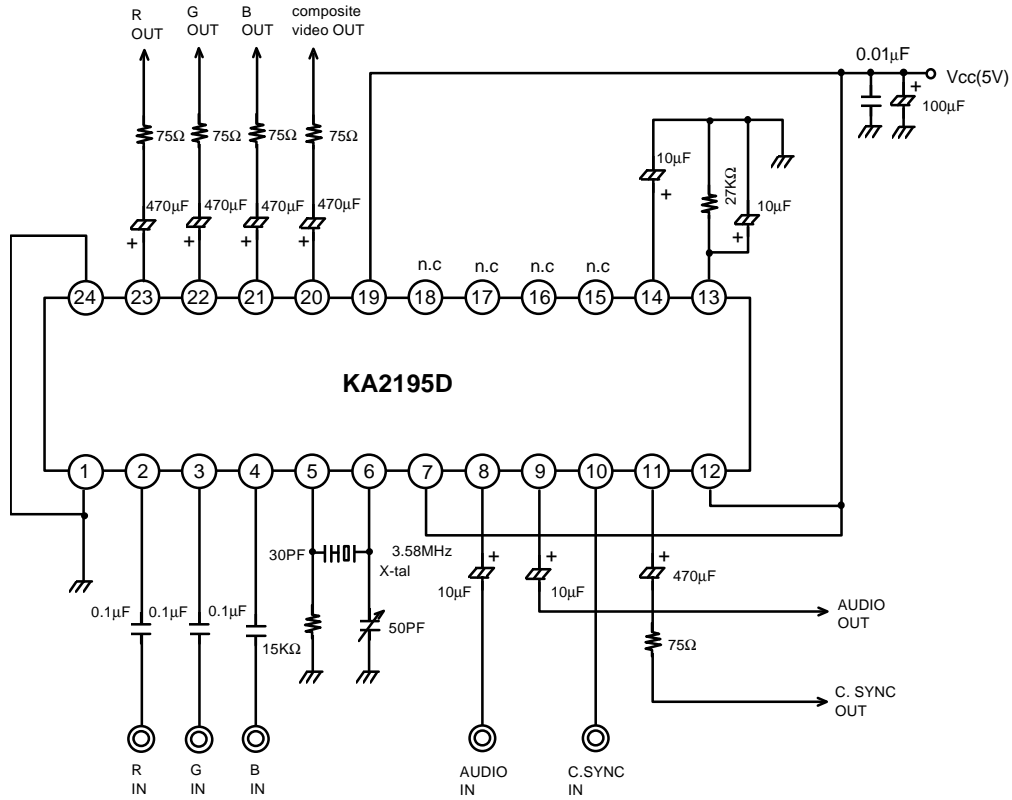 R
OUT
G
OUT
B
OUT
composite
video OUT
0.01μF
Vcc(5V)
+
100μF
75Ω
75Ω
75Ω
75Ω
10μF
+
27KΩ
10μF
+
470μF
470μF
470μF
470μF
+
+
+
+
n.c
n.c
n.c
n.c
24
23
22
21
20
19
18
17
16
15
14
13
KA2195D
1
2
3
4
5
6
7
8
9
10
11
12
30PF
3.58MHz
X-tal
+
10μF
+
10μF
+
470μF
0.1μF
0.1μF
0.1μF
15KΩ
50PF
75Ω
AUDIO
OUT
C. SYNC
OUT
R
IN
G
IN
B
IN
AUDIO
IN
C.SYNC
IN